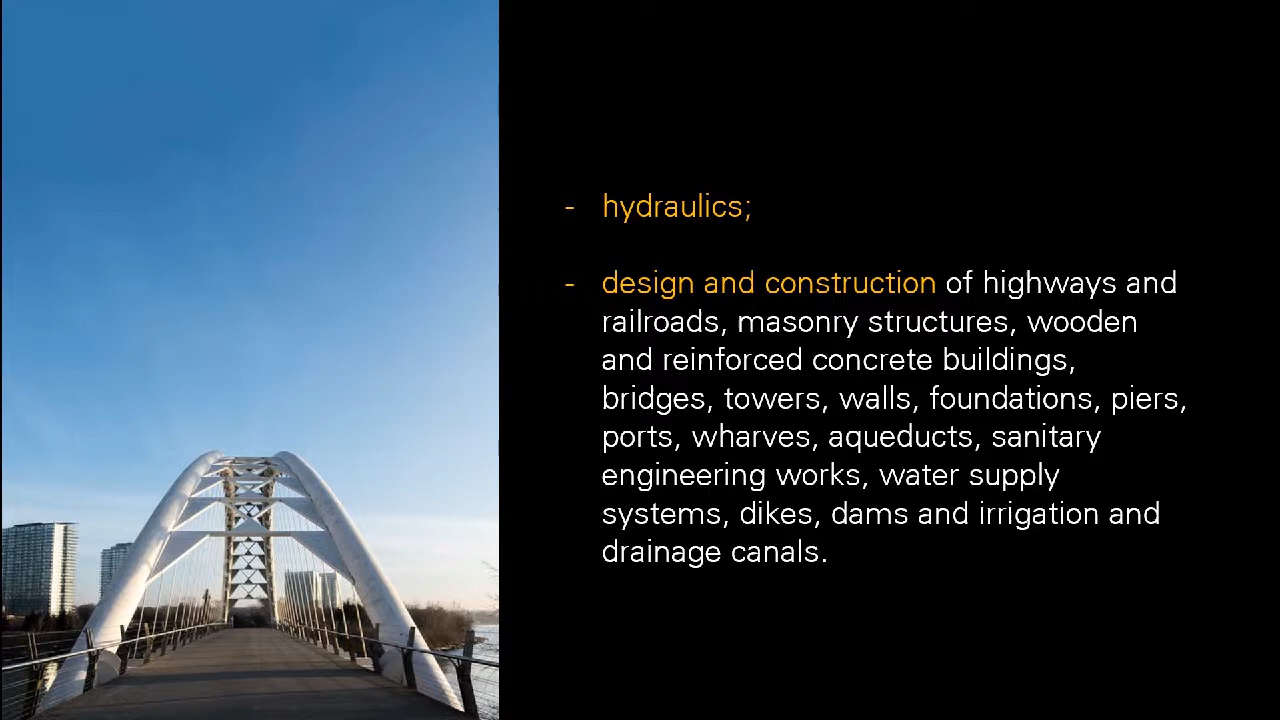 - hydraulics;
- design and construction of highways and
railroads, masonry structures, wooden
and reinforced concrete buildings,
bridges, towers, walls, foundations, piers,
ports, wharves, aqueducts, sanitary
engineering works, water supply
systems, dikes, dams and irrigation and
drainage canals.